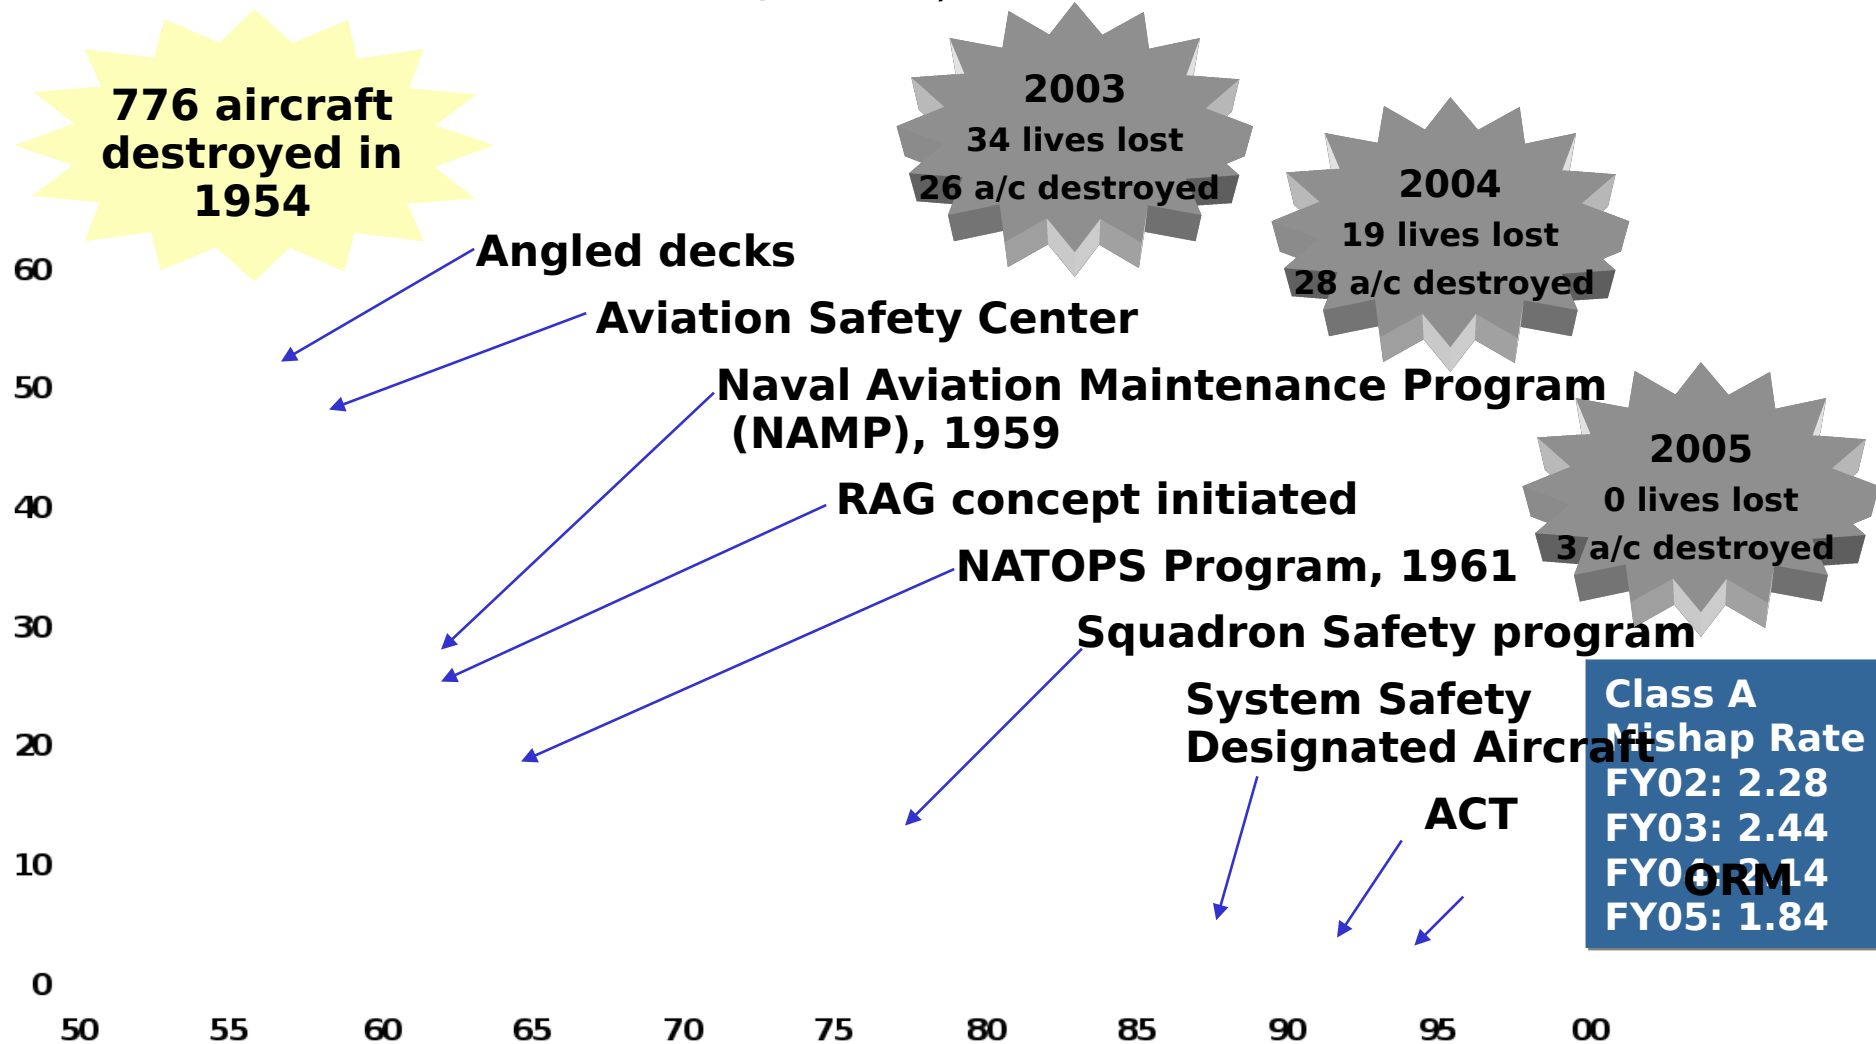 776 aircraft
destroyed in
1954
2003
34 lives lost
26 a/c destroyed
2004
19 lives lost
28 a/c destroyed
2005
0 lives lost
3 a/c destroyed
Angled decks
Aviation Safety Center
Naval Aviation Maintenance Program
(NAMP), 1959
RAG concept initiated
NATOPS Program, 1961
Squadron Safety program
System Safety
Designated Aircraft
ACT
ORM
Class A
Mishap Rate
FY02: 2.28
FY03: 2.44
FY04: 2.14
FY05: 1.84
60
50
40
30
20
10
0
50 55 60 65 70 75 80 85 90 95 00